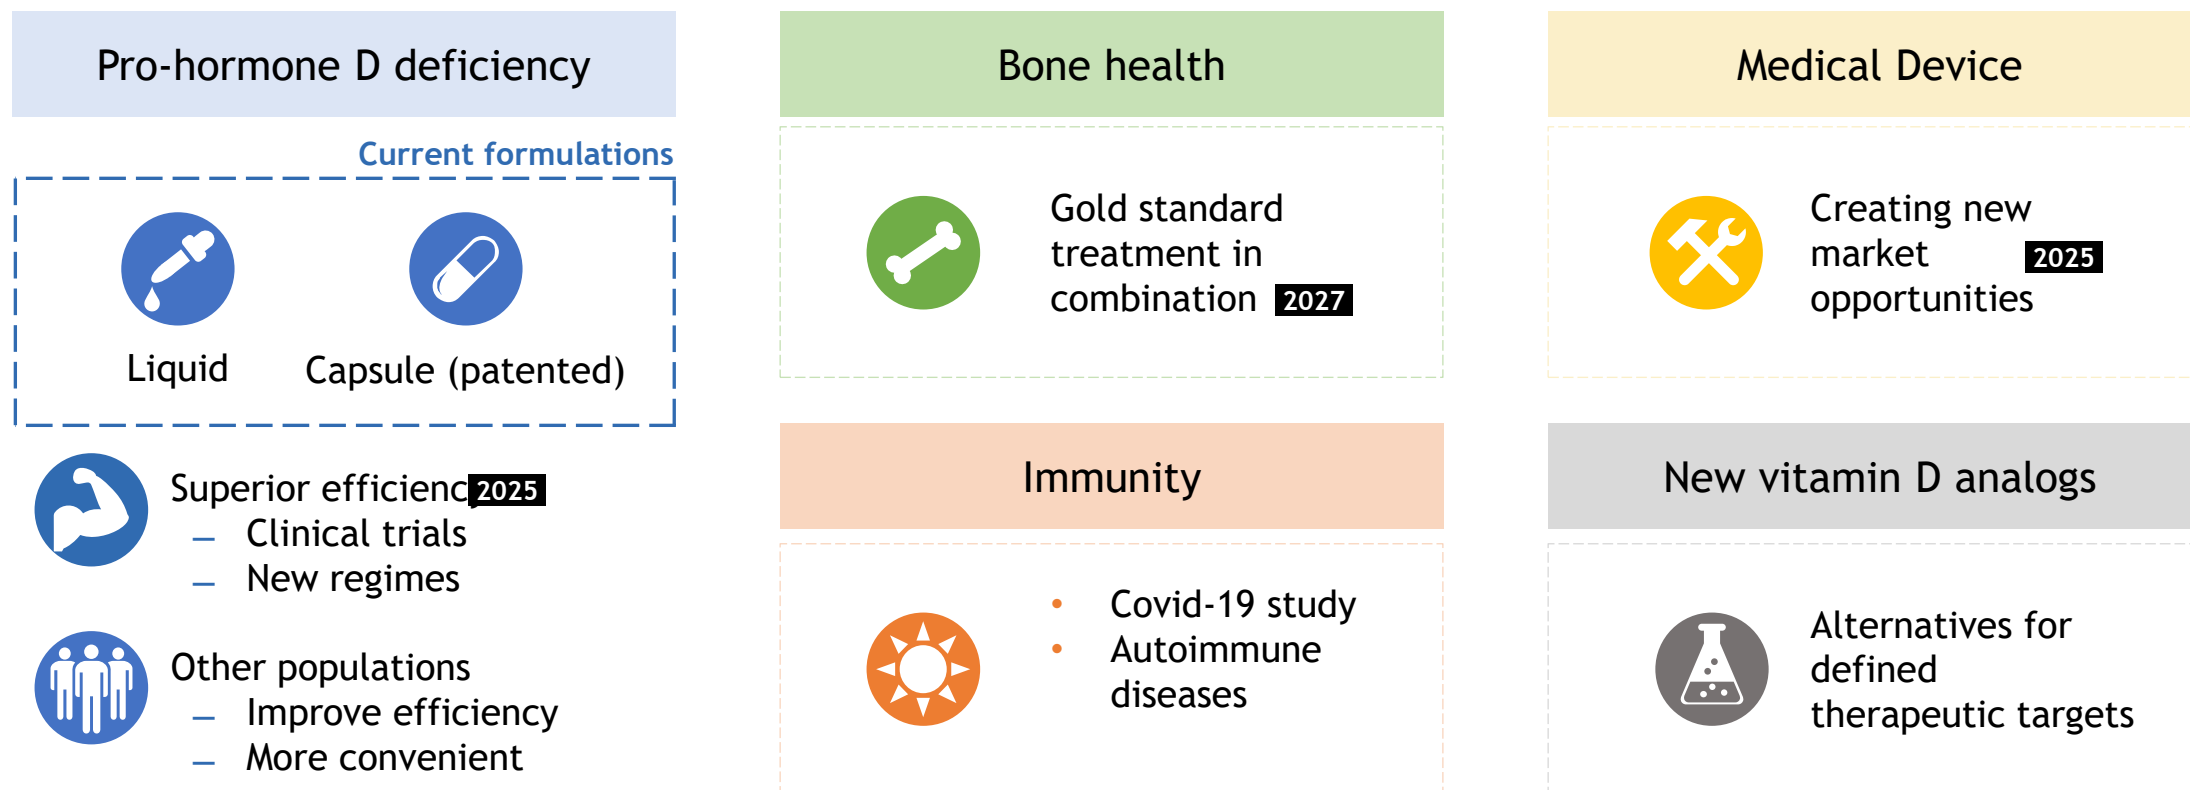 Pro-hormone D deficiency
Current formulations
Liquid
Capsule (patented)
Superior efficiency 2025
– Clinical trials
– New regimes
Other populations
– Improve efficiency
– More convenient
Bone health
Gold standard
treatment in
combination 2027
Immunity
• Covid-19 study
• Autoimmune
diseases
Medical Device
Creating new
market 2025
opportunities
New vitamin D analogs
Alternatives for
defined
therapeutic targets